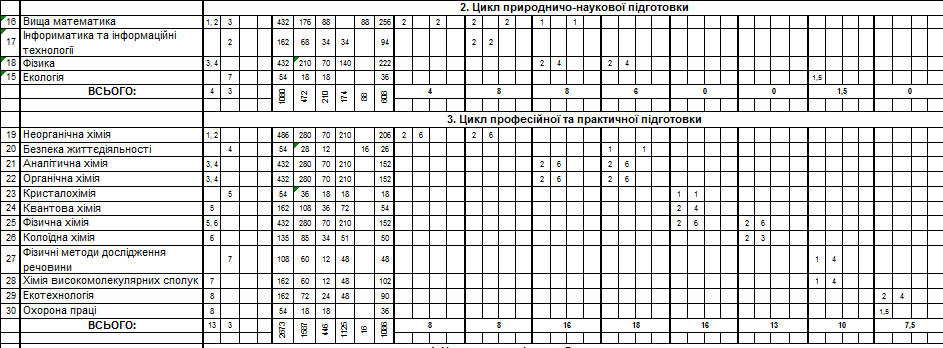 2. Цикл природничо-наукової підготовки
16 Вища математика 1, 2 3 432 176 88 88 256 2 2 2 2 1 1
17 Інфориматика та інформаційні технології 2 162 68 34 34 94 2 2
18 Фізика 3, 4 432 210 70 140 222 2 4 2 4
15 Екологія 7 54 18 18 36 1,5
ВСЬОГО: 4 3 1080 472 210 174 88 608 4 8 8 6 0 0 1,5 0
3. Цикл професійної та практичної підготовки
19 Неорганічна хімія 1, 2 486 280 70 210 206 2 6 2 6
20 Безпека життєдіяльності 4 54 28 12 16 26 1 1
21 Аналітична хімія 3, 4 432 280 70 210 152 2 6 2 6
22 Органічна хімія 3, 4 432 280 70 210 152 2 6 2 6
23 Кристалохімія 5 54 36 18 18 18 1 1
24 Квантова хімія 5 162 108 36 72 54 2 4
25 Фізична хімія 5, 6 432 280 70 210 152 2 6 2 6
26 Колоїдна хімія 6 135 85 34 51 50 2 3
27 Фізичні методи дослідження речовини 7 108 60 12 48 48 1 4
28 Хімія високомолекулярних сполук 7 162 60 12 48 102 1 4
29 Екотехнологія 8 162 72 24 48 90 2 4
30 Охорона праці 8 54 18 18 36 1,5
ВСЬОГО: 13 3 2673 1587 446 1125 16 1086 8 8 16 18 16 13 10 7,5